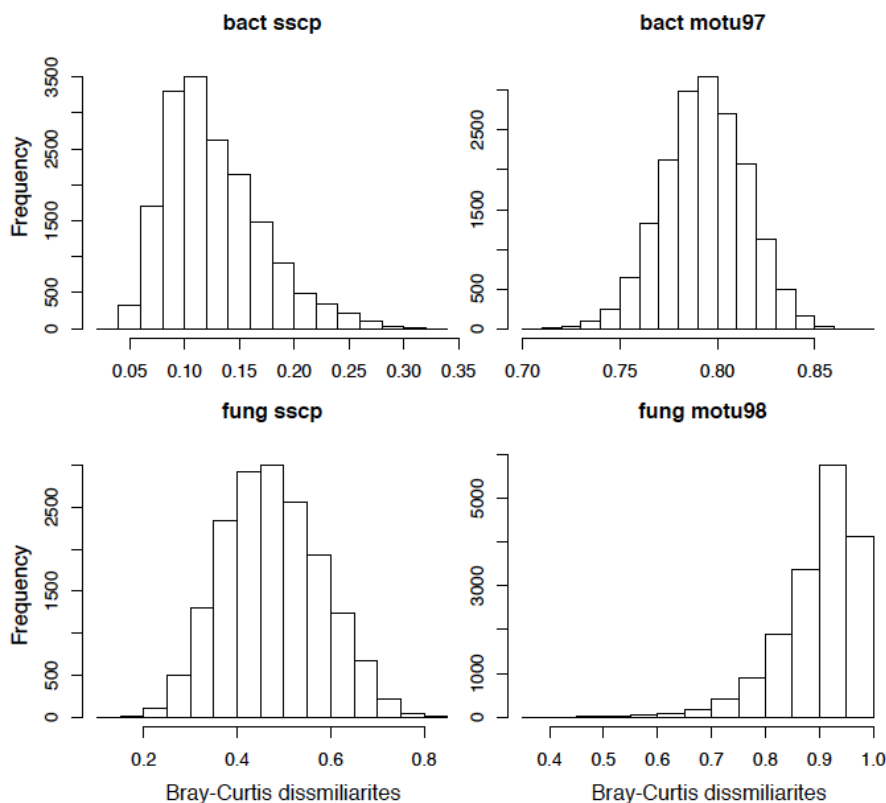 bact sscp
Frequency
3500
2500
1500
500
0
0.05 0.10 0.15 0.20 0.25 0.30 0.35
bact motu97
2500
1500
500
0
0.70 0.75 0.80 0.85
fung sscp
Frequency
2500
1500
500
0
0.2 0.4 0.6 0.8
Bray-Curtis dissmiliarites
fung motu98
5000
3000
1000
0
0.4 0.5 0.6 0.7 0.8 0.9 1.0
Bray-Curtis dissmiliarites